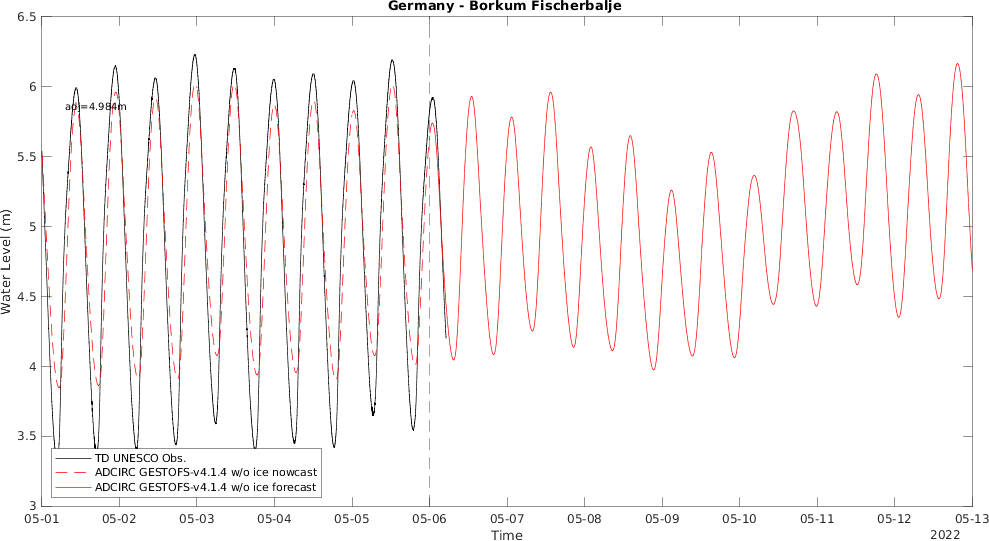 Germany - Borkum Fischerbalje
6.5
6
5.5
5
4.5
4
3.5
3
Water Level (m)
adj=4.984m
TD UNESCO Obs.
ADCIRC GESTOFS-v4.1.4 w/o ice nowcast
ADCIRC GESTOFS-v4.1.4 w/o ice forecast
05-01 05-02 05-03 05-04 05-05 05-06 05-07 05-08 05-09 05-10 05-11 05-12 05-13
Time
2022